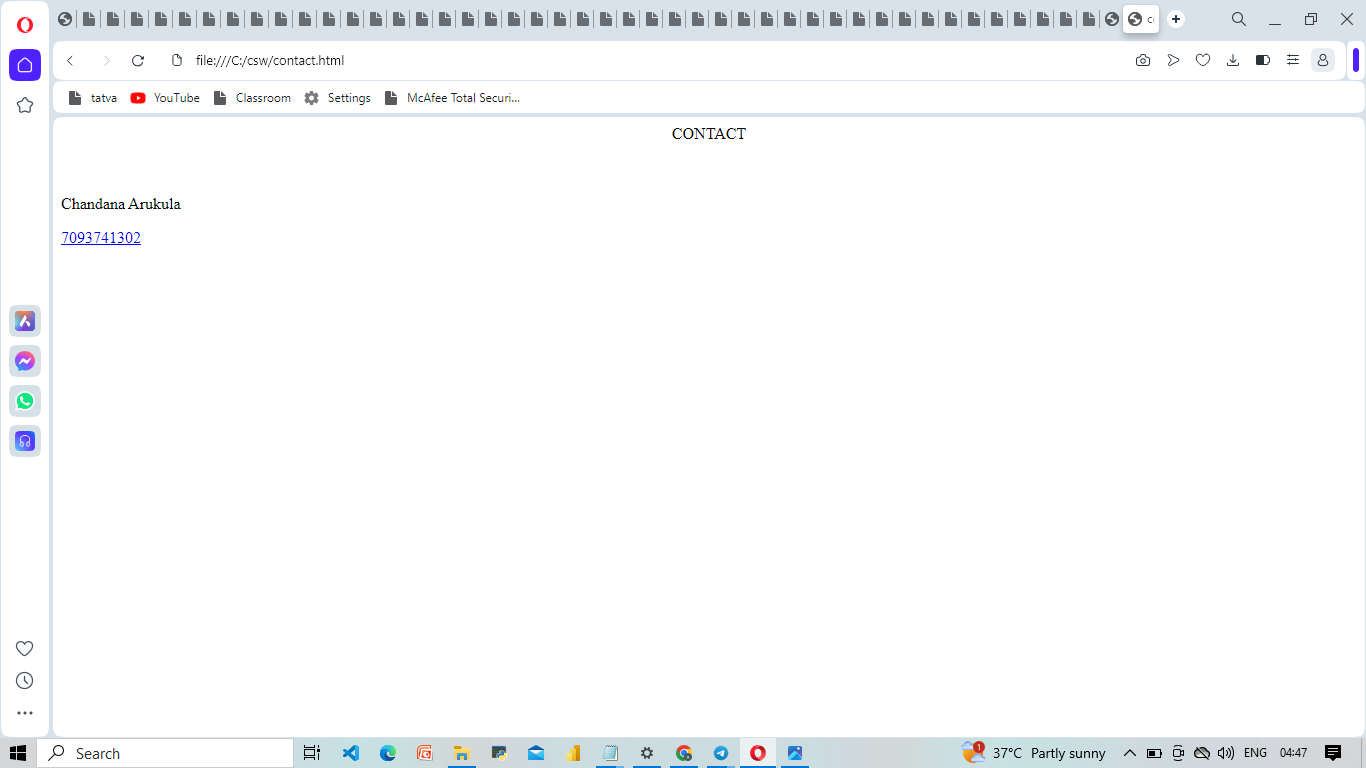 file:///C:/csw/contact.html
tatva YouTube Classroom Settings McAfee Total Securi...
CONTACT
Chandana Arukula
7093741302
Search
1
37°C Partly sunny ENG 04:47